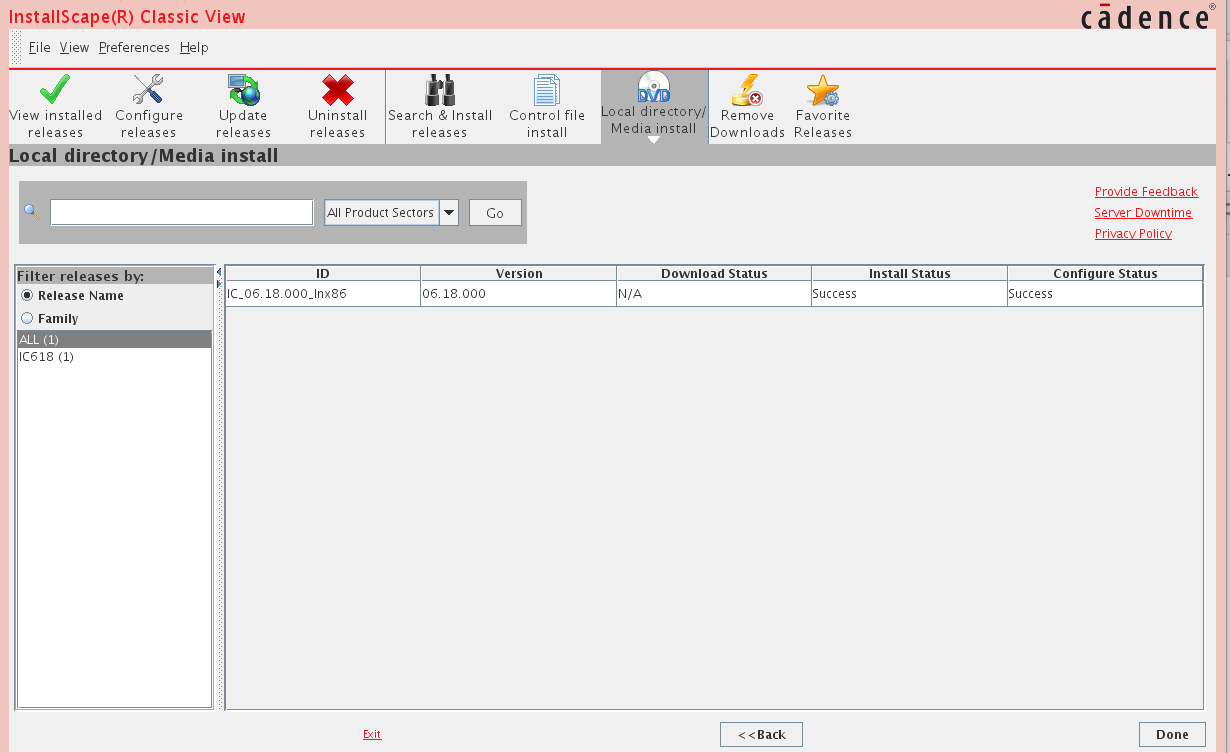 InstallScape(R) Classic View
cādence®
File View Preferences Help
View installed releases
Configure releases
Update releases
Uninstall releases
Search & Install releases
Control file install
DVD
Local directory/ Media install
Remove Downloads
Favorite Releases
Local directory/Media install
All Product Sectors
Go
Provide Feedback
Server Downtime
Privacy Policy
Filter releases by:
Release Name
Family
ALL (1)
IC618 (1)
ID Version Download Status Install Status Configure Status
IC_06.18.000_lnx86 06.18.000 N/A Success Success
Exit
<<Back
Done